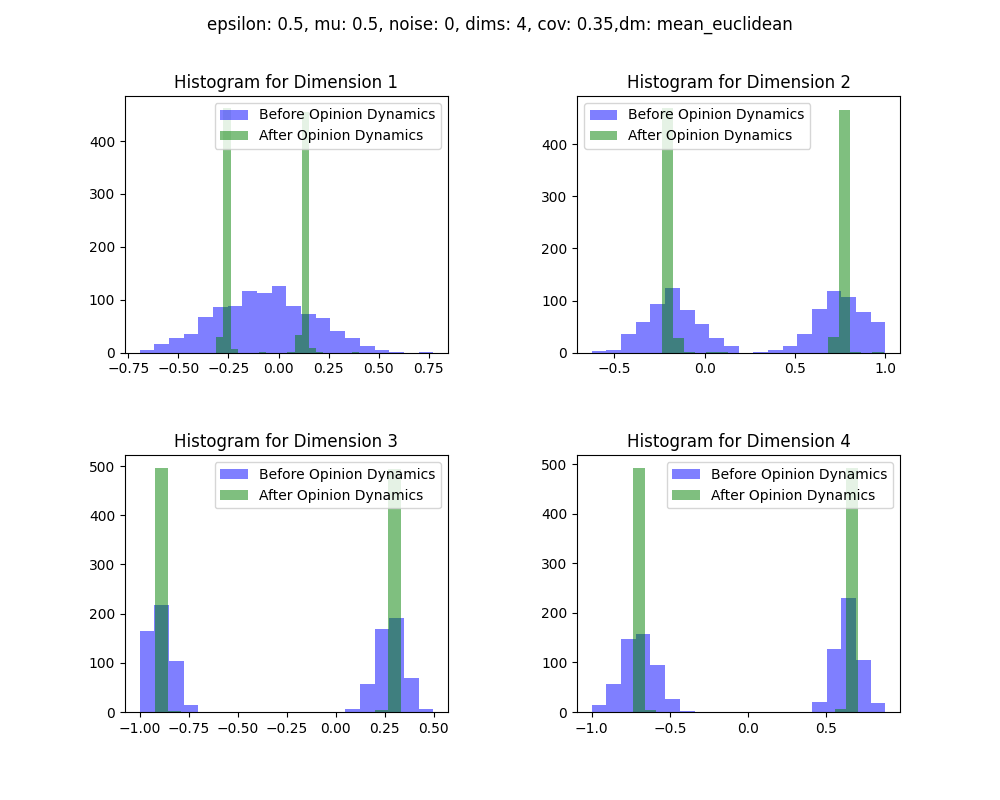 epsilon: 0.5, mu: 0.5, noise: 0, dims: 4, cov: 0.35,dm: mean_euclidean
Histogram for Dimension 1
Before Opinion Dynamics
After Opinion Dynamics
400
300
200
100
0
−0.75 −0.50 −0.25 0.00 0.25 0.50 0.75
Histogram for Dimension 2
Before Opinion Dynamics
After Opinion Dynamics
400
300
200
100
0
−0.5 0.0 0.5 1.0
Histogram for Dimension 3
Before Opinion Dynamics
After Opinion Dynamics
500
400
300
200
100
0
−1.00 −0.75 −0.50 −0.25 0.00 0.25 0.50
Histogram for Dimension 4
Before Opinion Dynamics
After Opinion Dynamics
500
400
300
200
100
0
−1.0 −0.5 0.0 0.5